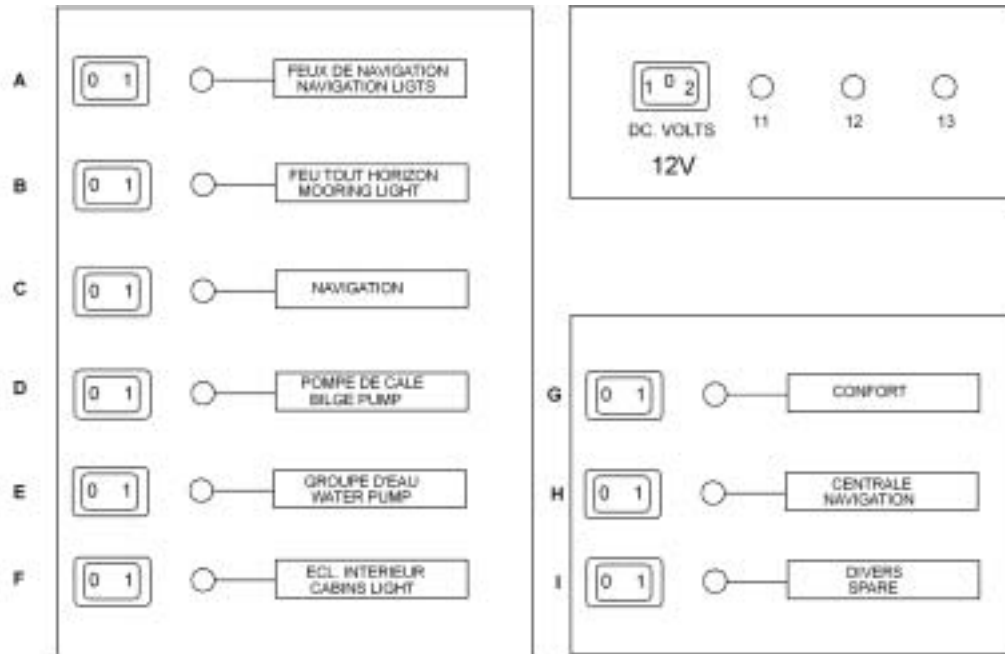 A
0 1
FEUX DE NAVIGATION
NAVIGATION LIGTS
B
0 1
FEU TOUT HORIZON
MOORING LIGHT
C
0 1
NAVIGATION
D
0 1
POMPE DE CALE
BILGE PUMP
E
0 1
GROUPE D'EAU
WATER PUMP
F
0 1
ECL. INTERIEUR
CABINS LIGHT
1 0 2
DC. VOLTS
12V
11
12
13
G
0 1
CONFORT
H
0 1
CENTRALE
NAVIGATION
I
0 1
DIVERS
SPARE